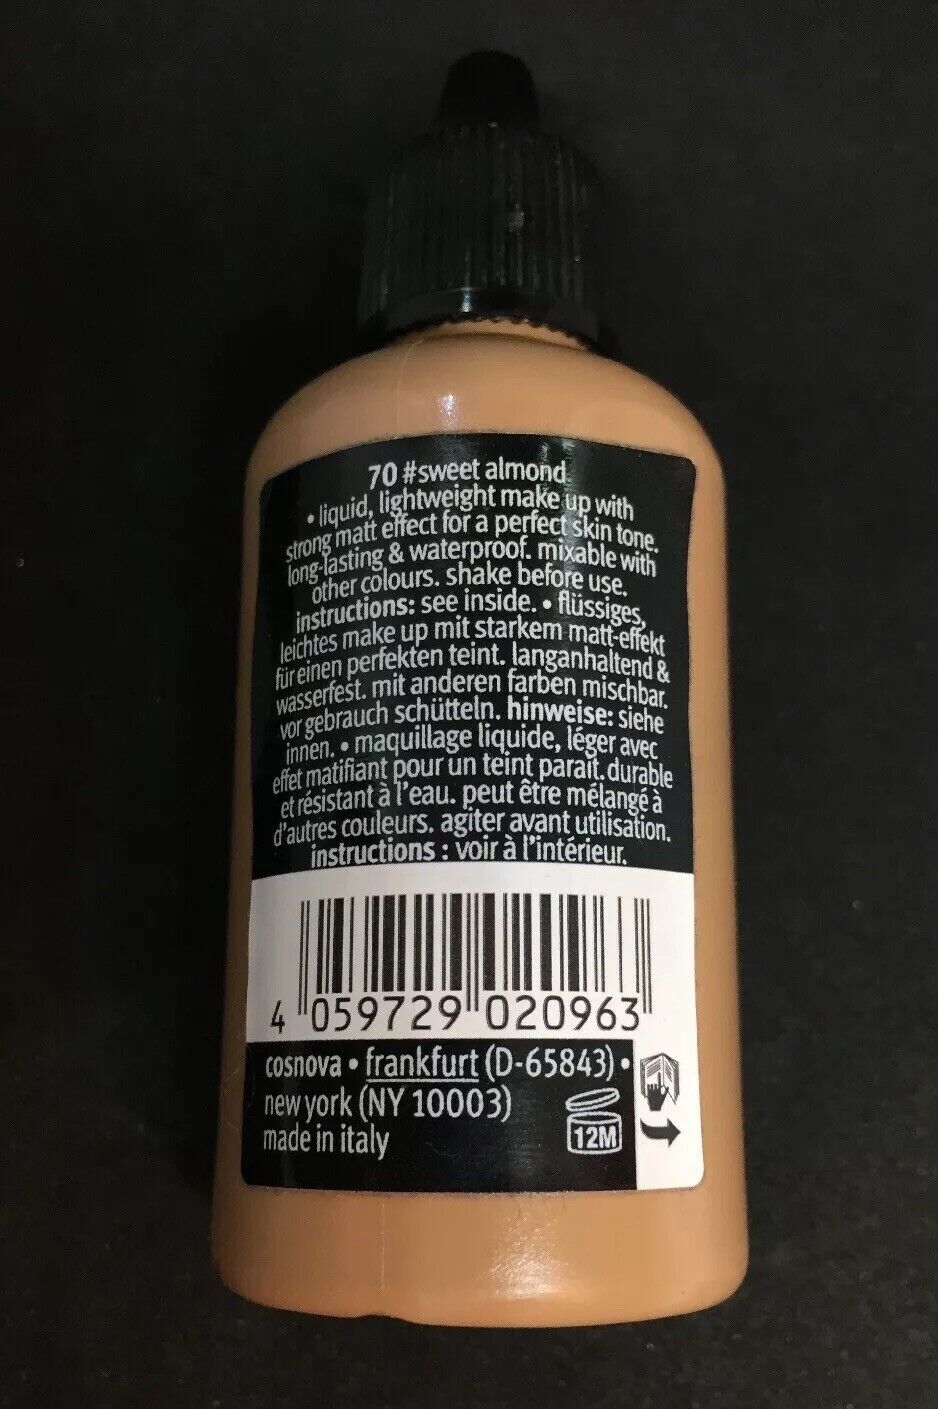 70 #sweet almond
• liquid, lightweight make up with
strong matt effect for a perfect skin tone.
long-lasting & waterproof. mixable with
other colours. shake before use.
instructions: see inside. • flüssiges,
leichtes make up mit starkem matt-effekt
für einen perfekten teint. langanhaltend &
wasserfest. mit anderen farben mischbar.
vor gebrauch schütteln. hinweise: siehe
innen. • maquillage liquide, léger avec
effet matifiant pour un teint parait. durable
et résistant à l'eau. peut être mélangé à
d'autres couleurs. agiter avant utilisation.
instructions : voir à l'intérieur.
4 059729 020963
cosnova • frankfurt (D-65843) •
new york (NY 10003)
made in italy
12M